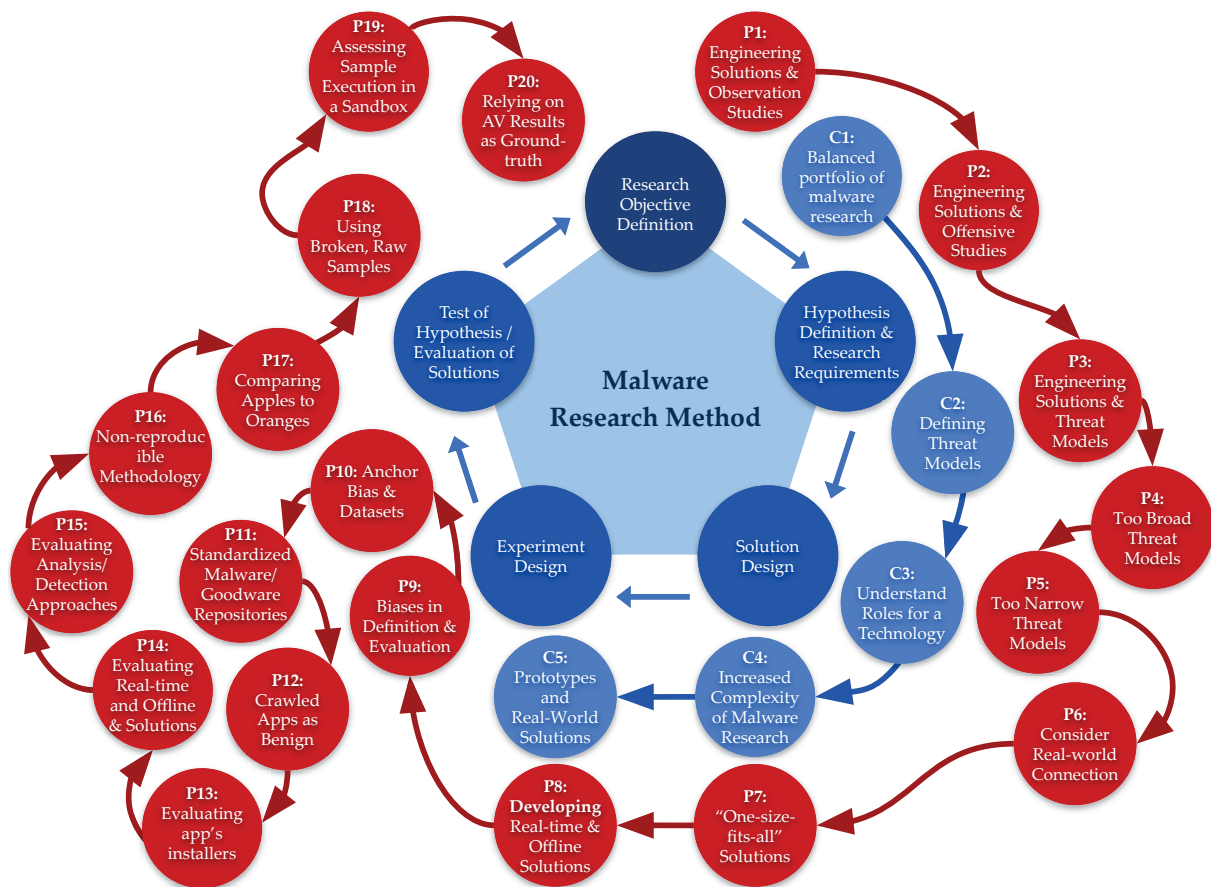 Malware
Research Method
Research
Objective
Definition
Hypothesis
Definition &
Research
Requirements
Solution
Design
Experiment
Design
Test of
Hypothesis /
Evaluation of
Solutions
C1:
Balanced
portfolio of
malware
research
C2:
Defining
Threat
Models
C3:
Understand
Roles for a
Technology
C4:
Increased
Complexity
of Malware
Research
C5:
Prototypes
and
Real-World
Solutions
P1:
Engineering
Solutions &
Observation
Studies
P2:
Engineering
Solutions &
Offensive
Studies
P3:
Engineering
Solutions &
Threat
Models
P4:
Too Broad
Threat
Models
P5:
Too Narrow
Threat
Models
P6:
Consider
Real-world
Connection
P7:
“One-size-
fits-all”
Solutions
P8:
Developing
Real-time &
Offline
Solutions
P9:
Biases in
Definition &
Evaluation
P10: Anchor
Bias &
Datasets
P11:
Standardized
Malware/
Goodware
Repositories
P12:
Crawled
Apps as
Benign
P13:
Evaluating
app’s
installers
P14:
Evaluating
Real-time
and Offline
& Solutions
P15:
Evaluating
Analysis/
Detection
Approaches
P16:
Non-reproduc
ible
Methodology
P17:
Comparing
Apples to
Oranges
P18:
Using
Broken, Raw
Samples
P19:
Assessing
Sample
Execution in
a Sandbox
P20:
Relying on
AV Results
as Ground-
truth